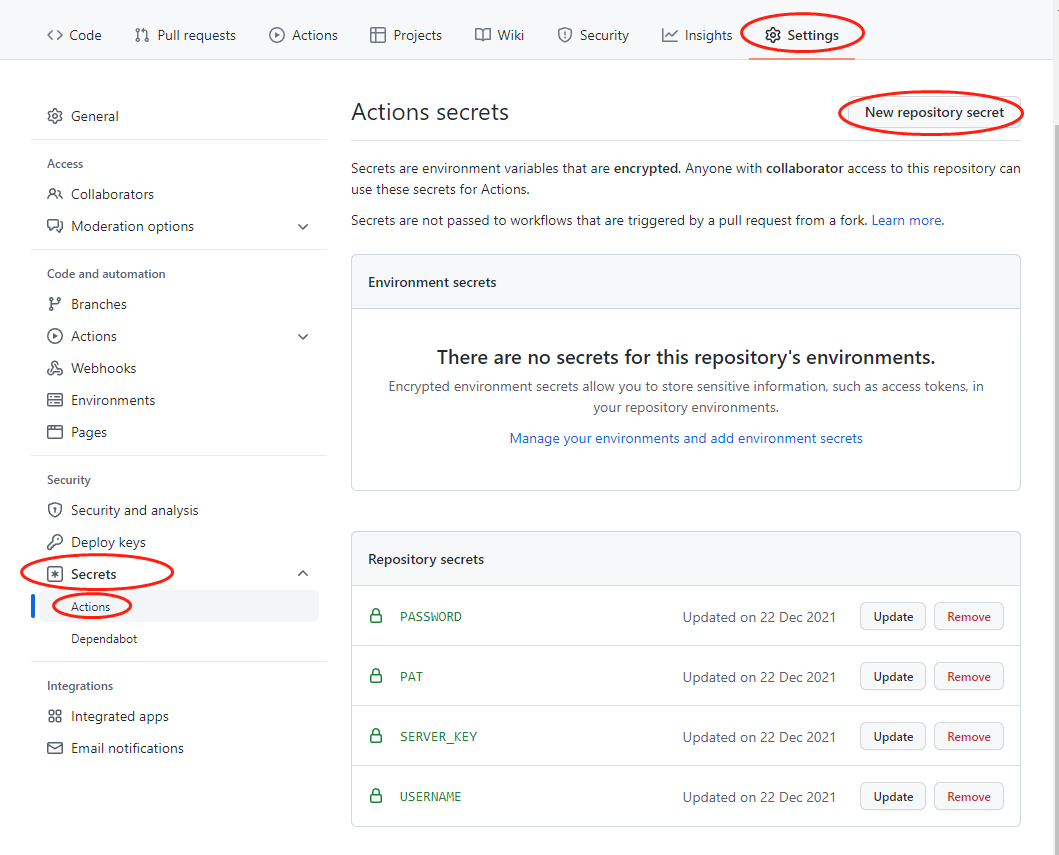 Code Pull requests Actions Projects Wiki Security Insights Settings
General
Access
Collaborators
Moderation options
Code and automation
Branches
Actions
Webhooks
Environments
Pages
Security
Security and analysis
Deploy keys
Secrets
Actions
Dependabot
Integrations
Integrated apps
Email notifications
Actions secrets
New repository secret
Secrets are environment variables that are encrypted. Anyone with collaborator access to this repository can
use these secrets for Actions.
Secrets are not passed to workflows that are triggered by a pull request from a fork. Learn more.
Environment secrets
There are no secrets for this repository's environments.
Encrypted environment secrets allow you to store sensitive information, such as access tokens, in
your repository environments.
Manage your environments and add environment secrets
Repository secrets
PASSWORD Updated on 22 Dec 2021 Update Remove
PAT Updated on 22 Dec 2021 Update Remove
SERVER_KEY Updated on 22 Dec 2021 Update Remove
USERNAME Updated on 22 Dec 2021 Update Remove